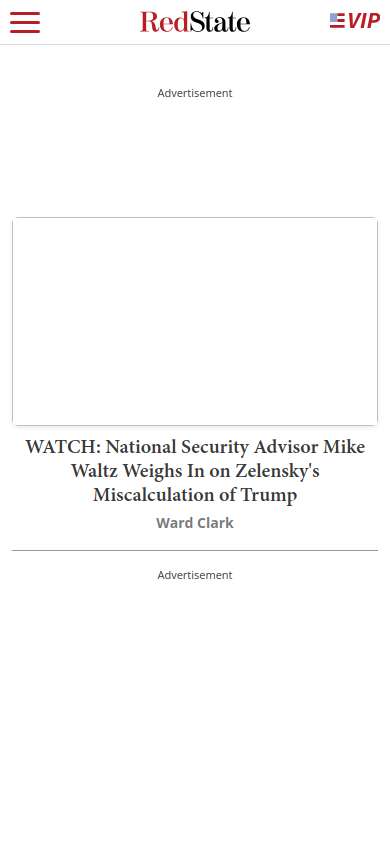 RedState
VIP
Advertisement
WATCH: National Security Advisor Mike
Waltz Weighs In on Zelensky's
Miscalculation of Trump
Ward Clark
Advertisement